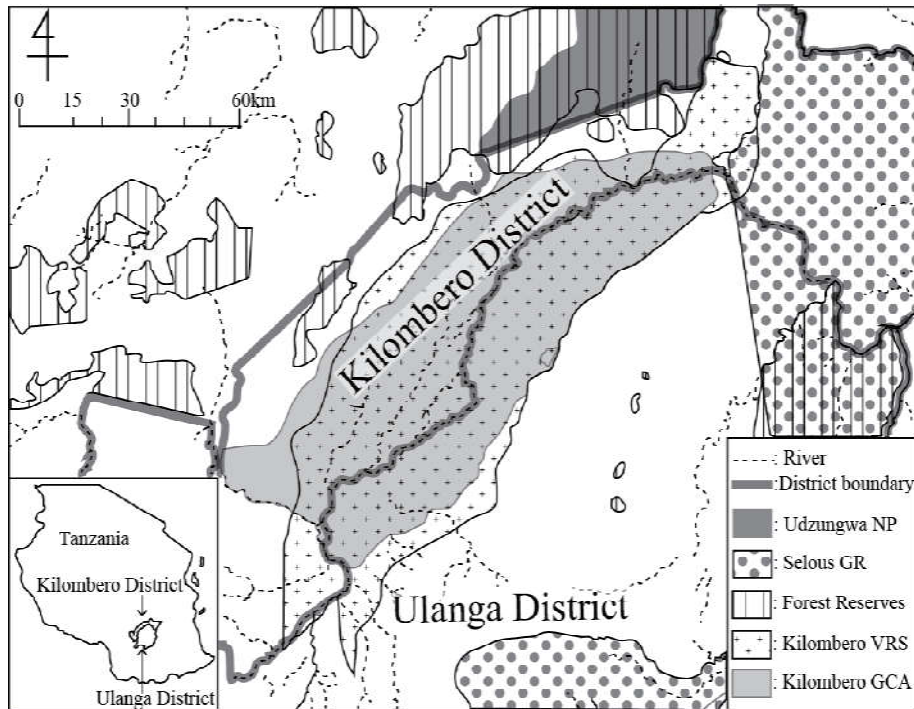 0 15 30 60km
Kilombero District
Ulanga District
Tanzania
Kilombero District
Ulanga District
: River
:District boundary
: Udzungwa NP
: Selous GR
: Forest Reserves
: Kilombero VRS
: Kilombero GCA